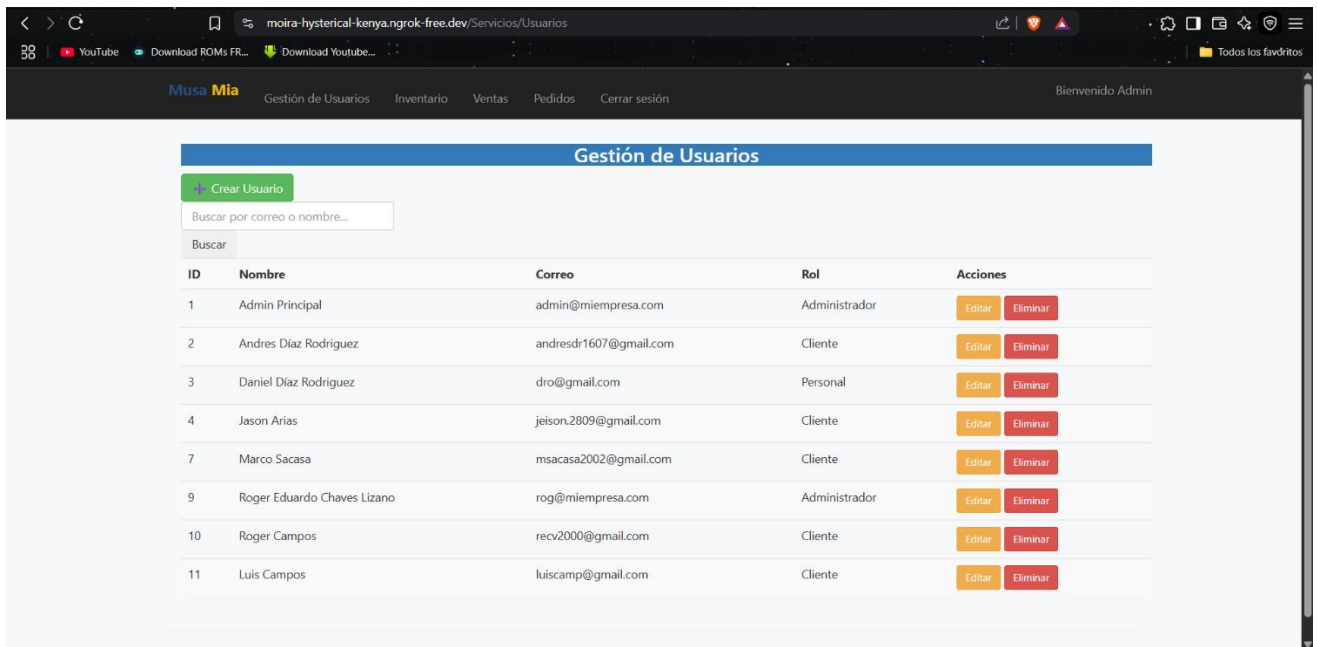 moira-hysterical-kenya.ngrok-free.dev/Servicios/Usuarios
YouTube Download ROMs FR... Download Youtube... Todos los favoritos
Musa Mia Gestión de Usuarios Inventario Ventas Pedidos Cerrar sesión Bienvenido Admin
Gestión de Usuarios
Crear Usuario
Buscar por correo o nombre...
Buscar
ID Nombre Correo Rol Acciones
1 Admin Principal admin@miempresa.com Administrador Editar Eliminar
2 Andres Díaz Rodriguez andresdr1607@gmail.com Cliente Editar Eliminar
3 Daniel Díaz Rodriguez dro@gmail.com Personal Editar Eliminar
4 Jason Arias jeison.2809@gmail.com Cliente Editar Eliminar
7 Marco Sacasa msacasa2002@gmail.com Cliente Editar Eliminar
9 Roger Eduardo Chaves Lizano rog@miempresa.com Administrador Editar Eliminar
10 Roger Campos recv2000@gmail.com Cliente Editar Eliminar
11 Luis Campos luiscamp@gmail.com Cliente Editar Eliminar